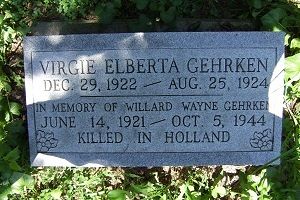 VIRGIE ELBERTA GEHRKEN
DEC. 29, 1922 — AUG. 25, 1924
IN MEMORY OF WILLARD WAYNE GEHRKEN
JUNE 14, 1921 — OCT. 5, 1944
KILLED IN HOLLAND